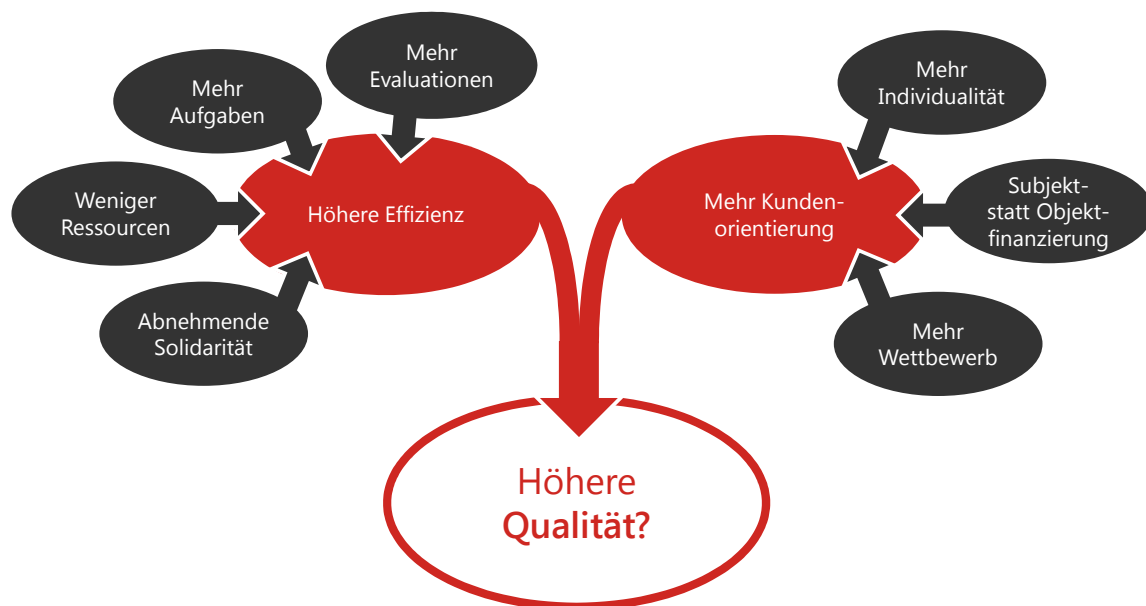 Mehr
Evaluationen
Mehr
Aufgaben
Weniger
Ressourcen
Abnehmende
Solidarität
Höhere Effizienz
Mehr Kunden-
orientierung
Mehr
Individualität
Subjekt-
statt Objekt-
finanzierung
Mehr
Wettbewerb
Höhere
Qualität?